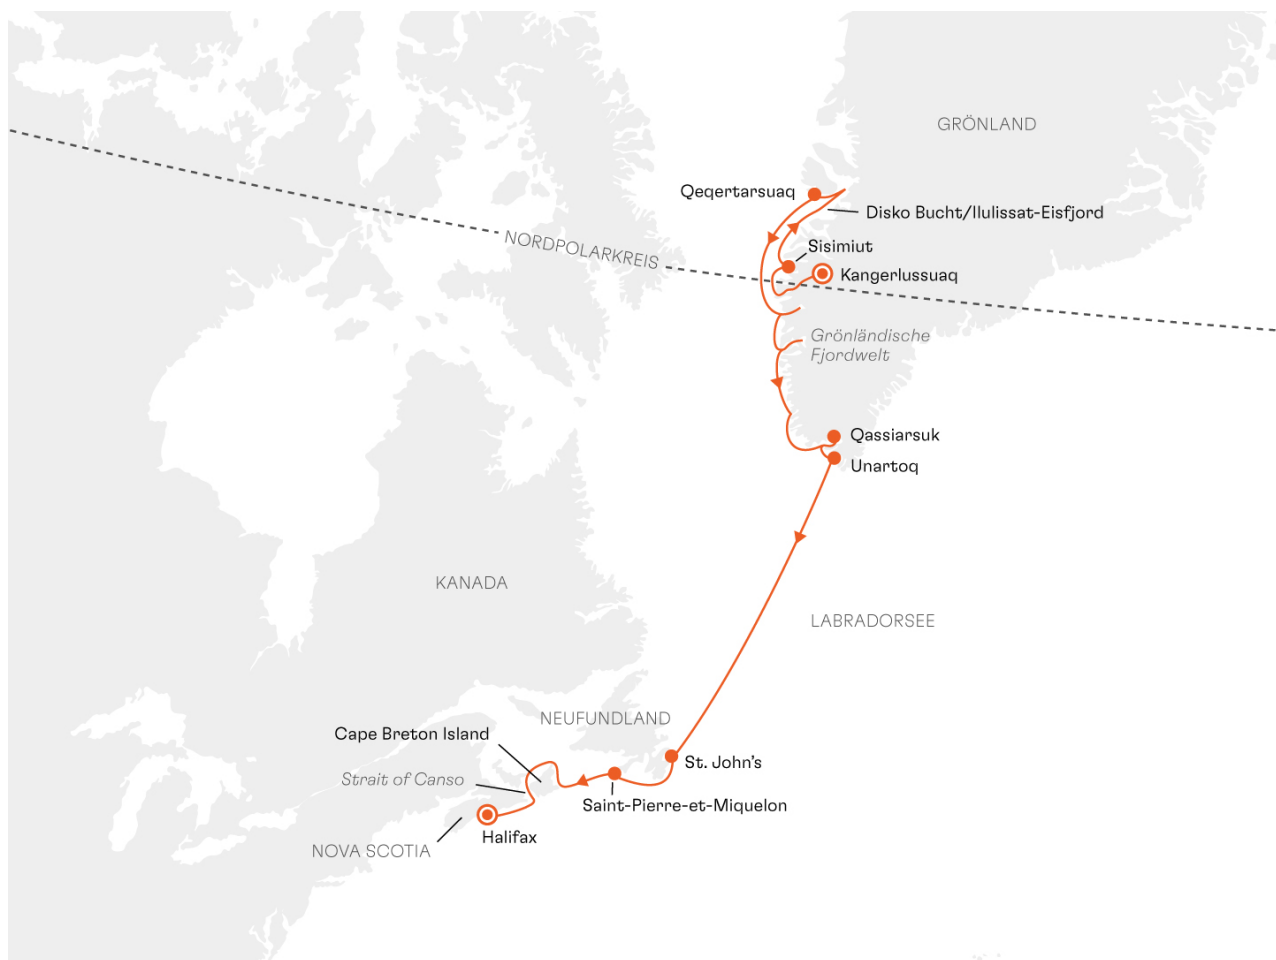 GRÖNLAND
Qeqertarsuaq
Disko Bucht/Ilulissat-Eisfjord
NORDPOLARKREIS
Sisimiut
Kangerlussuaq
Grönländische
Fjordwelt
Qassiarsuk
Unartoq
KANADA
LABRADORSEE
NEUFUNDLAND
Cape Breton Island
St. John's
Strait of Canso
Saint-Pierre-et-Miquelon
Halifax
NOVA SCOTIA